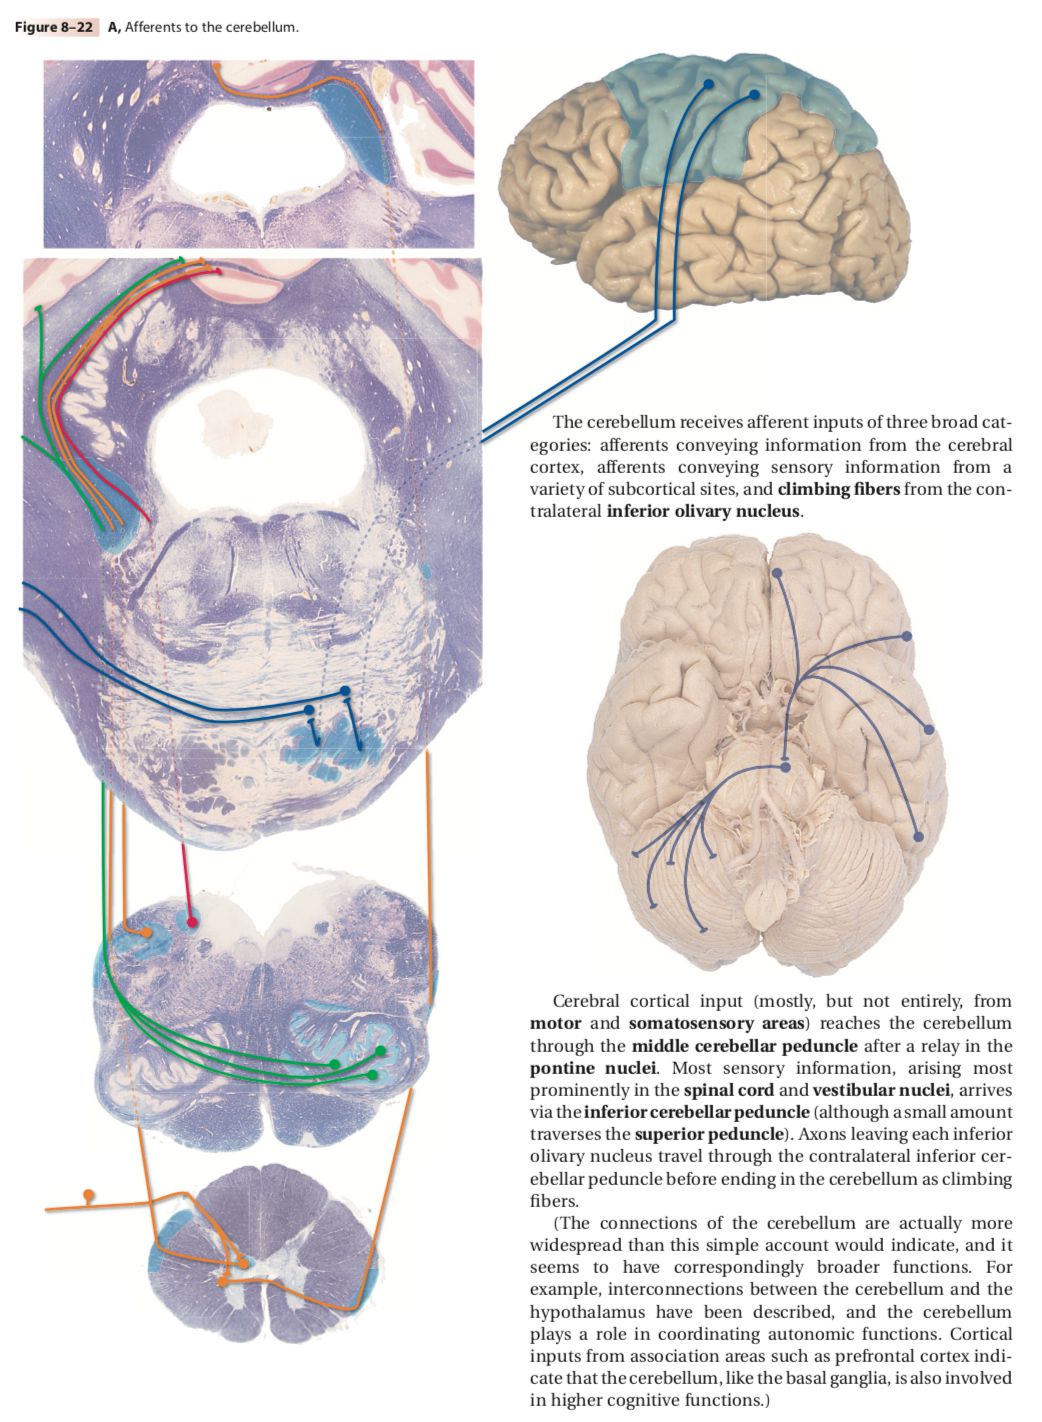 Figure 8–22 A, Afferents to the cerebellum.
The cerebellum receives afferent inputs of three broad cat-
egories: afferents conveying information from the cerebral
cortex, afferents conveying sensory information from a
variety of subcortical sites, and climbing fibers from the con-
tralateral inferior olivary nucleus.
Cerebral cortical input (mostly, but not entirely, from
motor and somatosensory areas) reaches the cerebellum
through the middle cerebellar peduncle after a relay in the
pontine nuclei. Most sensory information, arising most
prominently in the spinal cord and vestibular nuclei, arrives
via the inferior cerebellar peduncle (although a small amount
traverses the superior peduncle). Axons leaving each inferior
olivary nucleus travel through the contralateral inferior cer-
ebellar peduncle before ending in the cerebellum as climbing
fibers.
(The connections of the cerebellum are actually more
widespread than this simple account would indicate, and it
seems to have correspondingly broader functions. For
example, interconnections between the cerebellum and the
hypothalamus have been described, and the cerebellum
plays a role in coordinating autonomic functions. Cortical
inputs from association areas such as prefrontal cortex indi-
cate that the cerebellum, like the basal ganglia, is also involved
in higher cognitive functions.)